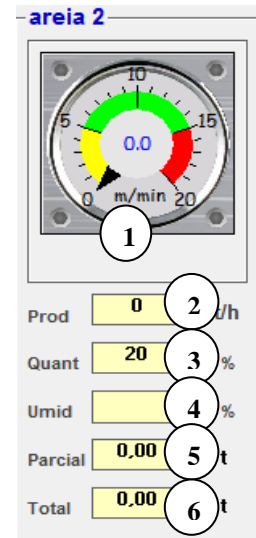 areia 2
10
5 15
0.0
0 m/min 20
1
Prod 0 2 t/h
Quant 20 3 %
Umid 4 %
Parcial 0,00 5 t
Total 0,00 6 t